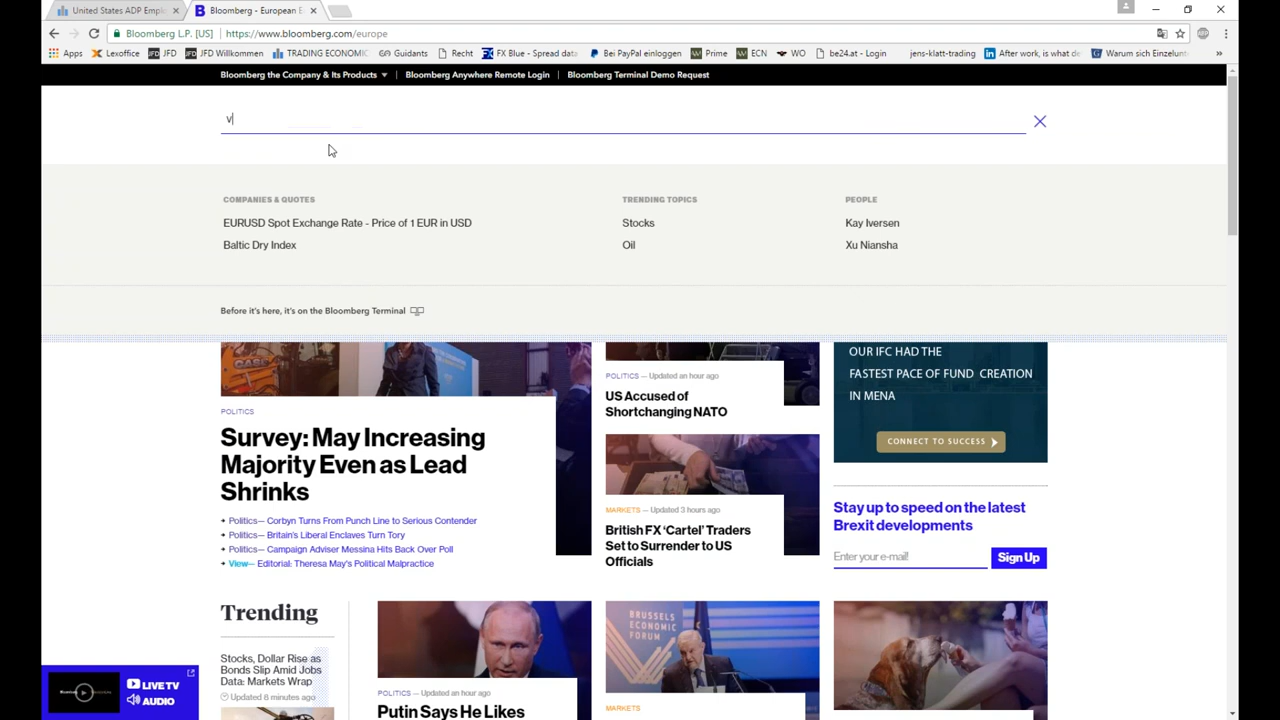 United States ADP Empl
Bloomberg - European E
Bloomberg L.P. [US]
https://www.bloomberg.com/europe
Apps
Lexoffice
JFD
JFD Willkommen
TRADING ECONOMIC
Guidants
Recht
FX Blue - Spread data
Bei PayPal einloggen
Prime
ECN
WO
be24.at - Login
jens-klatt-trading
After work, is what de
Warum sich Einzelunt
»
Bloomberg the Company & Its Products
Bloomberg Anywhere Remote Login
Bloomberg Terminal Demo Request
v
COMPANIES & QUOTES
EURUSD Spot Exchange Rate - Price of 1 EUR in USD
Baltic Dry Index
TRENDING TOPICS
Stocks
Oil
PEOPLE
Kay Iversen
Xu Niansha
Before it's here, it's on the Bloomberg Terminal
POLITICS
Survey: May Increasing
Majority Even as Lead
Shrinks
Politics— Corbyn Turns From Punch Line to Serious Contender
Politics— Britain's Liberal Enclaves Turn Tory
Politics— Campaign Adviser Messina Hits Back Over Poll
View— Editorial: Theresa May's Political Malpractice
POLITICS — Updated an hour ago
US Accused of
Shortchanging NATO
MARKETS — Updated 3 hours ago
British FX 'Cartel' Traders
Set to Surrender to US
Officials
OUR IFC HAD THE
FASTEST PACE OF FUND CREATION
IN MENA
CONNECT TO SUCCESS
Stay up to speed on the latest
Brexit developments
Enter your e-mail!
Sign Up
Trending
Stocks, Dollar Rise as
Bonds Slip Amid Jobs
Data: Markets Wrap
Updated 8 minutes ago
POLITICS — Updated an hour ago
Putin Says He Likes
BRUSSELS
ECONOMIC
FORUM
MARKETS
LIVE TV
AUDIO